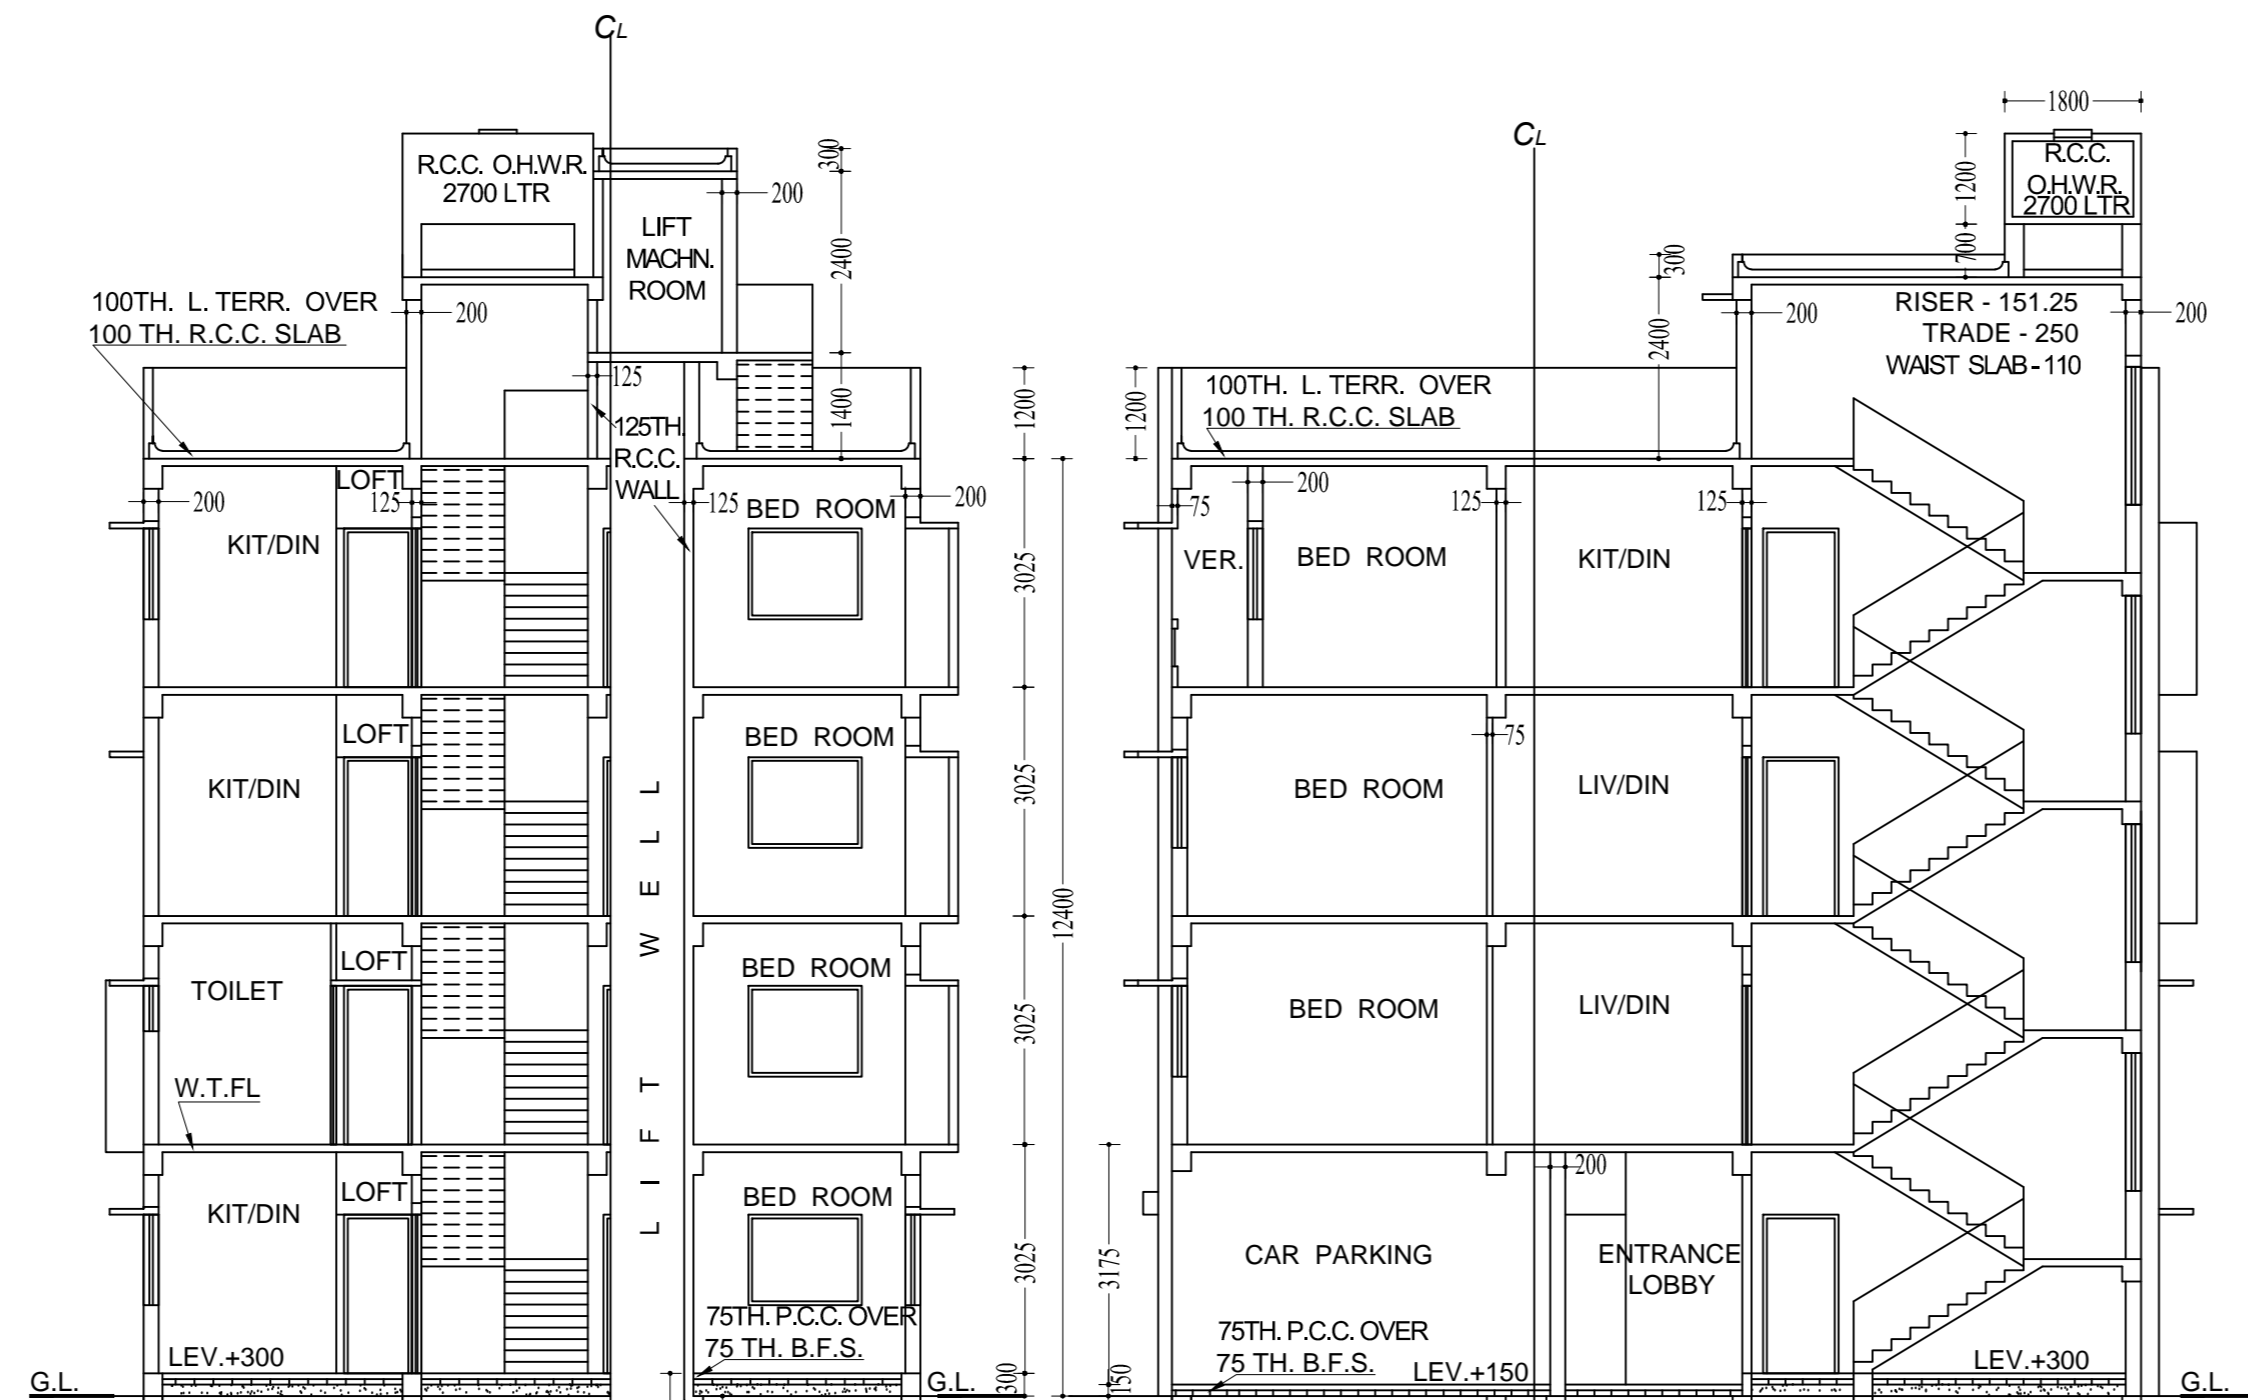 CL
R.C.C. O.H.W.R.
2700 LTR
LIFT
MACHN.
ROOM
300
200
2400
1400
100TH. L. TERR. OVER
100 TH. R.C.C. SLAB
200
125
125TH.
R.C.C.
WALL
LOFT
200
125
125
BED ROOM
200
KIT/DIN
LOFT
BED ROOM
KIT/DIN
LIFT WELL
LOFT
BED ROOM
TOILET
W.T.FL
LOFT
BED ROOM
KIT/DIN
75TH. P.C.C. OVER
75 TH. B.F.S.
LEV.+300
G.L.
G.L.
1200
3025
3025
3025
3025
300
12400
3175
150
CL
1800
R.C.C.
O.H.W.R.
2700 LTR
1200
700
300
2400
200
RISER - 151.25
TRADE - 250
WAIST SLAB - 110
200
1200
100TH. L. TERR. OVER
100 TH. R.C.C. SLAB
75
200
125
125
VER.
BED ROOM
KIT/DIN
75
BED ROOM
LIV/DIN
BED ROOM
LIV/DIN
200
CAR PARKING
ENTRANCE
LOBBY
75TH. P.C.C. OVER
75 TH. B.F.S.
LEV.+150
LEV.+300
G.L.